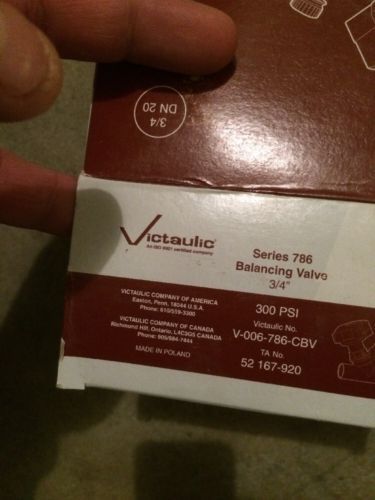 3/4
DN 20
Victaulic®
An ISO 9001 certified company
Series 786
Balancing Valve
3/4"
VICTAULIC COMPANY OF AMERICA
Easton, Penn. 18044 U.S.A.
Phone: 610/559-3300
VICTAULIC COMPANY OF CANADA
Richmond Hill, Ontario, L4C3G5 CANADA
Phone: 905/884-7444
MADE IN POLAND
300 PSI
Victaulic No.
V-006-786-CBV
TA No.
52 167-920